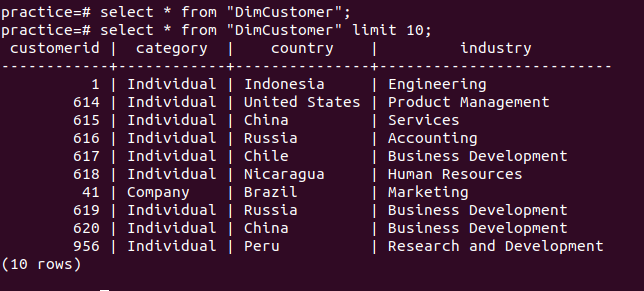 practice=# select * from "DimCustomer";
practice=# select * from "DimCustomer" limit 10;
 customerid |  category  |    country    |         industry
------------+------------+---------------+--------------------------
          1 | Individual | Indonesia     | Engineering
        614 | Individual | United States | Product Management
        615 | Individual | China         | Services
        616 | Individual | Russia        | Accounting
        617 | Individual | Chile         | Business Development
        618 | Individual | Nicaragua     | Human Resources
         41 | Company    | Brazil        | Marketing
        619 | Individual | Russia        | Business Development
        620 | Individual | China         | Business Development
        956 | Individual | Peru          | Research and Development
(10 rows)